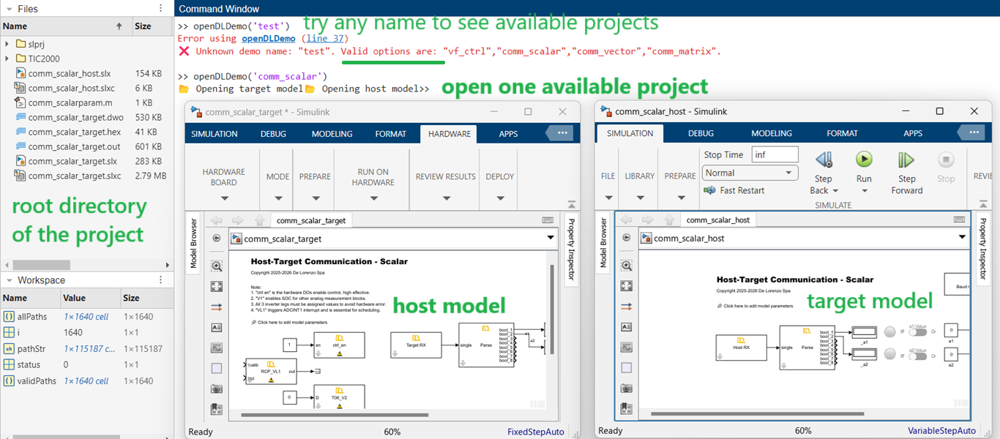 Files
Name
Size
slprj
TIC2000
comm_scalar_host.slx 154 KB
comm_scalar_host.slxc 6 KB
comm_scalarparam.m 1 KB
comm_scalar_target.dwo 530 KB
comm_scalar_target.hex 41 KB
comm_scalar_target.out 601 KB
comm_scalar_target.slx 283 KB
comm_scalar_target.slxc 2.79 MB
root directory
of the project
Workspace
Name Value Size
allPaths 1×1640 cell 1×1640
i 1640 1×1
pathStr 1×115187 c... 1×115187
status 0 1×1
validPaths 1×1640 cell 1×1640
Command Window
>> openDLDemo('test')
try any name to see available projects
Error using openDLDemo (line 37)
Unknown demo name: "test". Valid options are: "vf_ctrl","comm_scalar","comm_vector","comm_matrix".
>> openDLDemo('comm_scalar')
Opening target model Opening host model>>
open one available project
comm_scalar_target * - Simulink
SIMULATION DEBUG MODELING FORMAT HARDWARE APPS
HARDWARE
BOARD
MODE
PREPARE
RUN ON
HARDWARE
REVIEW RESULTS
DEPLOY
Model Browser
comm_scalar_target
Property Inspector
comm_scalar_target
Host-Target Communication - Scalar
Copyright 2025-2026 De Lorenzo Spa
Note:
1. "ctrl en" is the hardware DOs enable control, high effective.
2. "V1" enables SOC for other analog measurement blocks.
3. All 3 inverter legs must be assigned values to avoid hardware error.
4. "VL1" triggers ADCINT1 interrupt and is essential for scheduling.
Click here to edit model parameters
host model
1
en
ctrl_en
RCP_VL1
out
0
D
T06_V2
Target RX
single
Parse
bool_1
bool_2
bool_3
bool_4
bool_5
bool_6
bool_7
bool_8
a2
Ready
60%
FixedStepAuto
comm_scalar_host - Simulink
SIMULATION DEBUG MODELING FORMAT APPS
FILE
LIBRARY
PREPARE
Stop Time inf
Normal
Fast Restart
Step
Back
Run
Step
Forward
Stop
SIMULATE
REVIE
Model Browser
comm_scalar_host
Property Inspector
comm_scalar_host
Host-Target Communication - Scalar
Copyright 2025-2026 De Lorenzo Spa
Click here to edit model parameters
target model
Baud r
Host RX
single
Parse
bool_1
bool_2
bool_3
bool_4
bool_5
bool_6
bool_7
bool_8
_a1
_a2
a1:Value
a2:Value
0
a1
0
a2
Ready
60%
VariableStepAuto